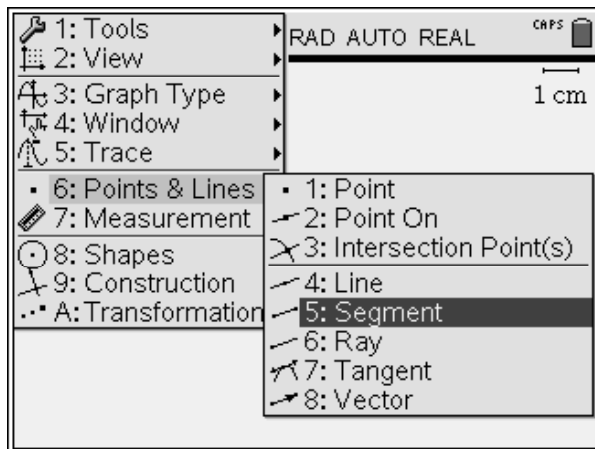 1: Tools
2: View
3: Graph Type
4: Window
5: Trace
6: Points & Lines
7: Measurement
8: Shapes
9: Construction
A: Transformation
RAD AUTO REAL
CAPS
1 cm
1: Point
2: Point On
3: Intersection Point(s)
4: Line
5: Segment
6: Ray
7: Tangent
8: Vector